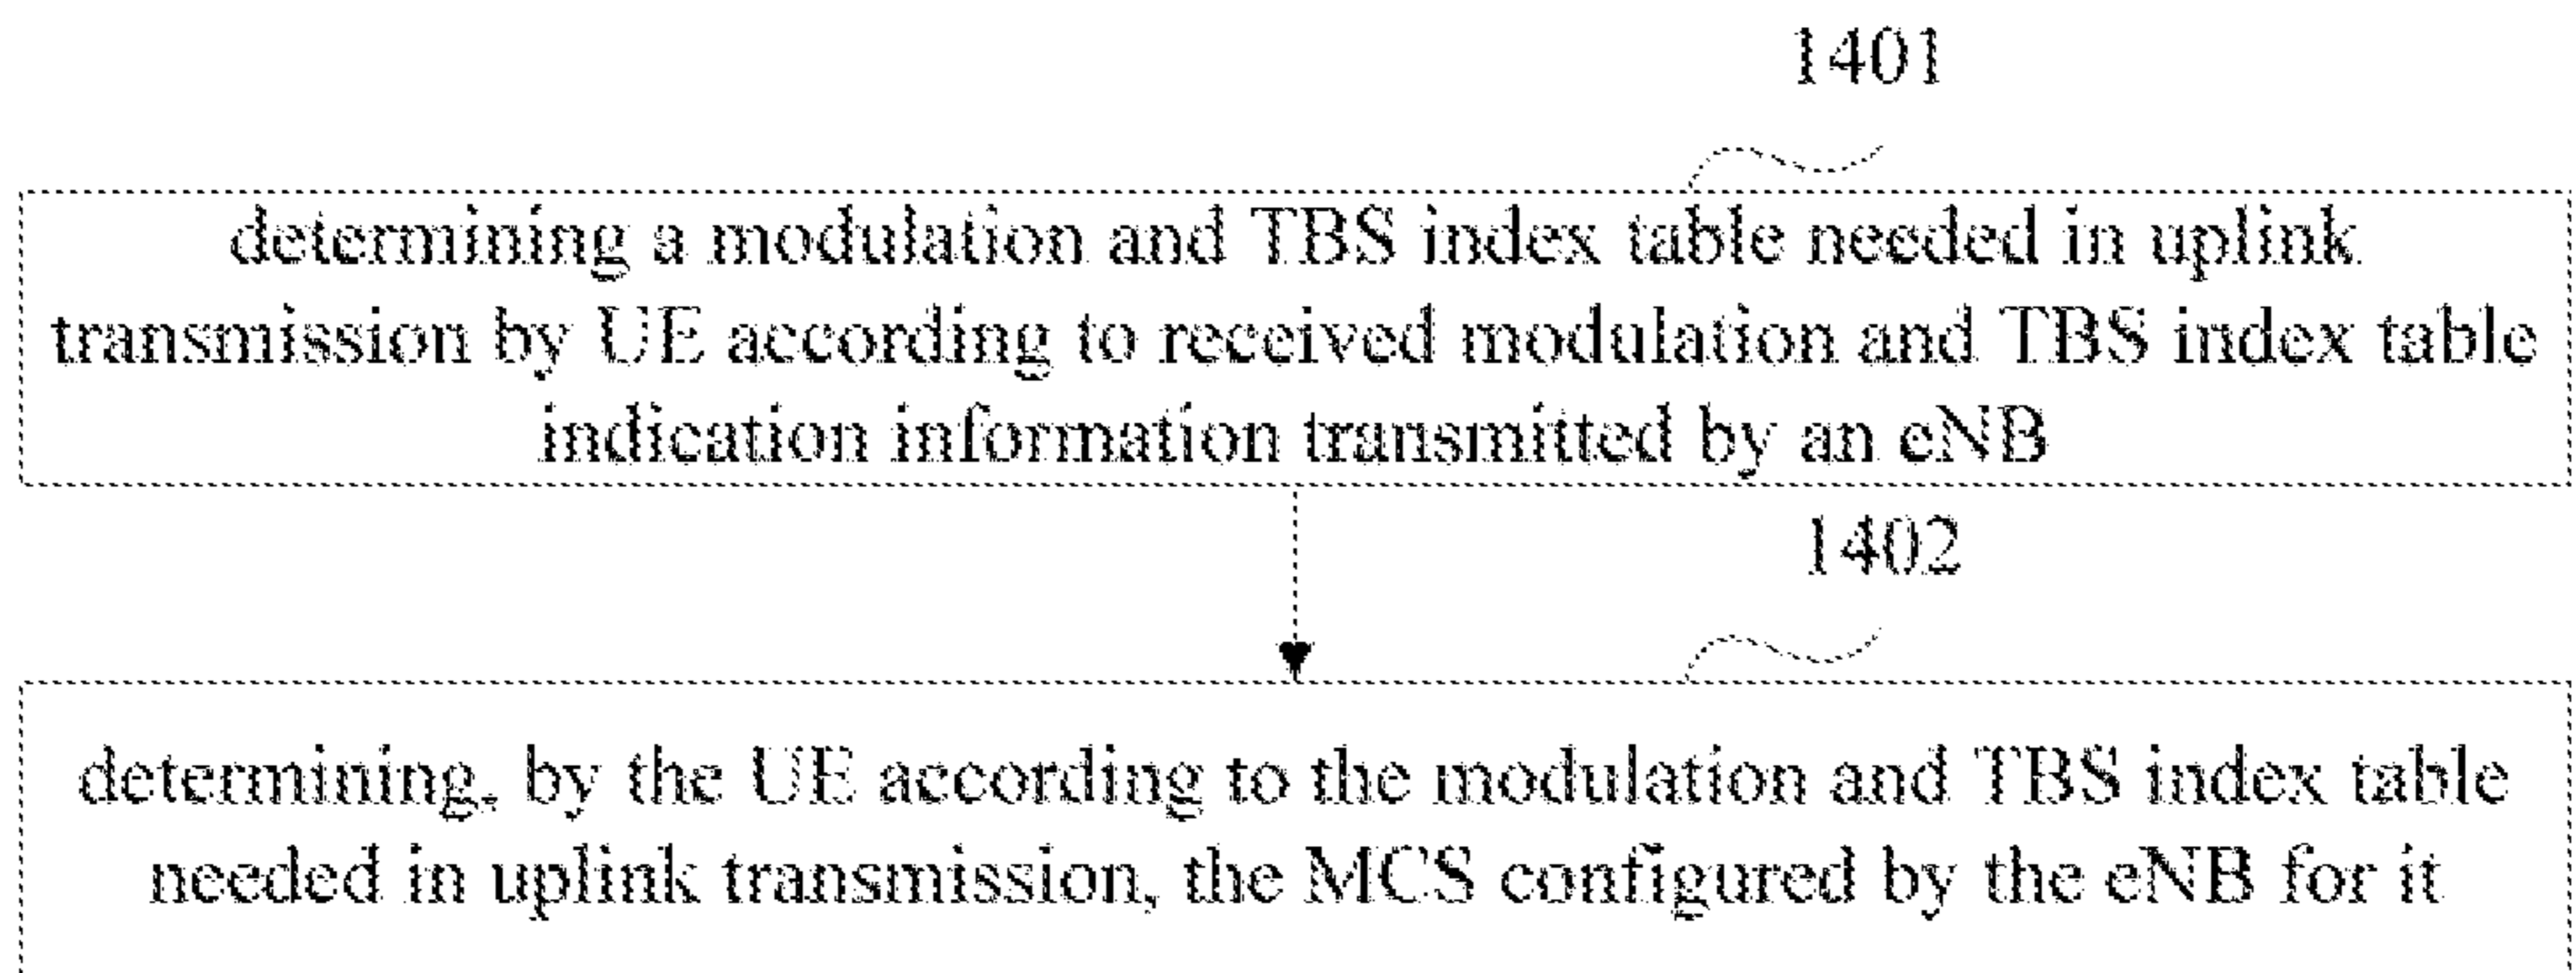 1401
determining a modulation and TBS index table needed in uplink
transmission by UE according to received modulation and TBS index table
indication information transmitted by an eNB
1402
determining, by the UE according to the modulation and TBS index table
needed in uplink transmission, the MCS configured by the eNB for it